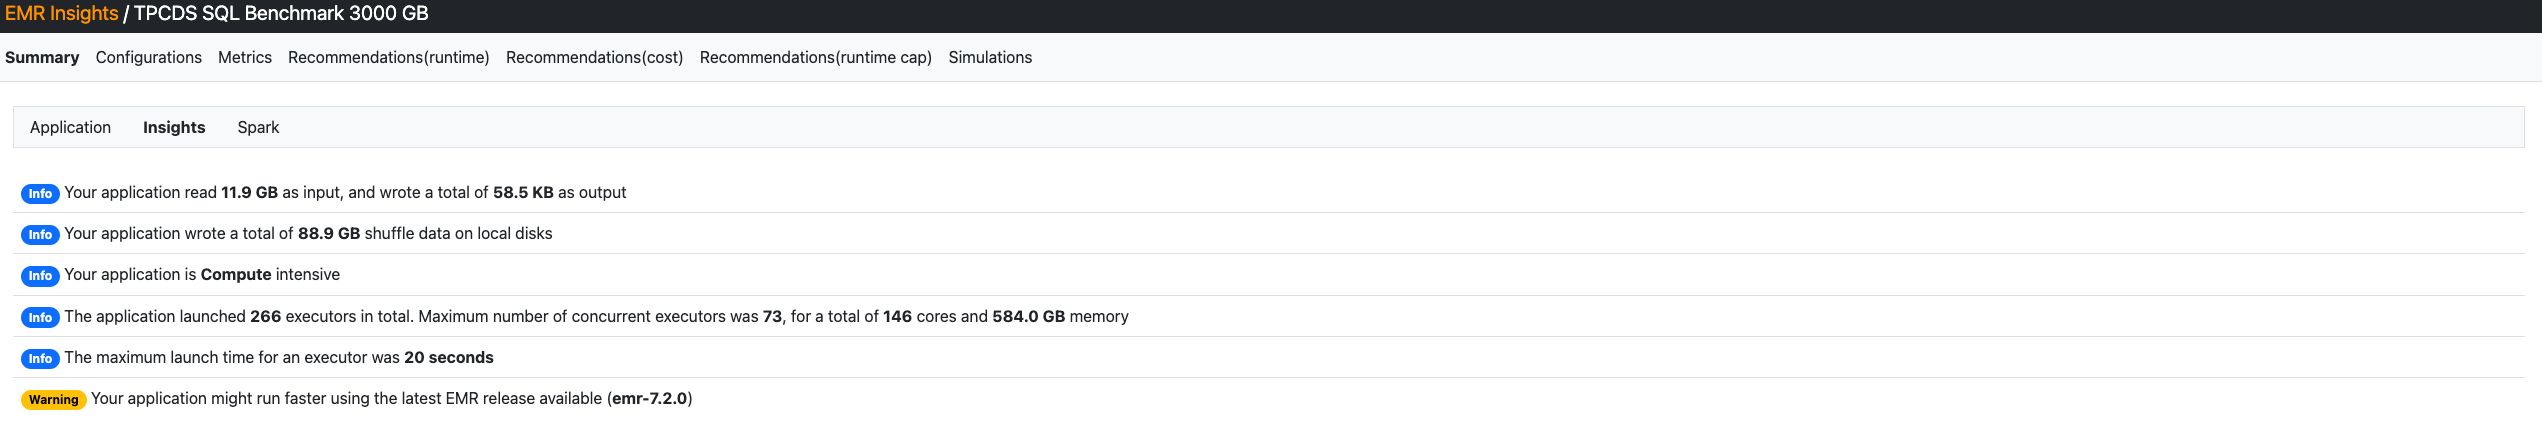 EMR Insights / TPCDS SQL Benchmark 3000 GB
Summary Configurations Metrics Recommendations(runtime) Recommendations(cost) Recommendations(runtime cap) Simulations
Application Insights Spark
Info Your application read 11.9 GB as input, and wrote a total of 58.5 KB as output
Info Your application wrote a total of 88.9 GB shuffle data on local disks
Info Your application is Compute intensive
Info The application launched 266 executors in total. Maximum number of concurrent executors was 73, for a total of 146 cores and 584.0 GB memory
Info The maximum launch time for an executor was 20 seconds
Warning Your application might run faster using the latest EMR release available (emr-7.2.0)